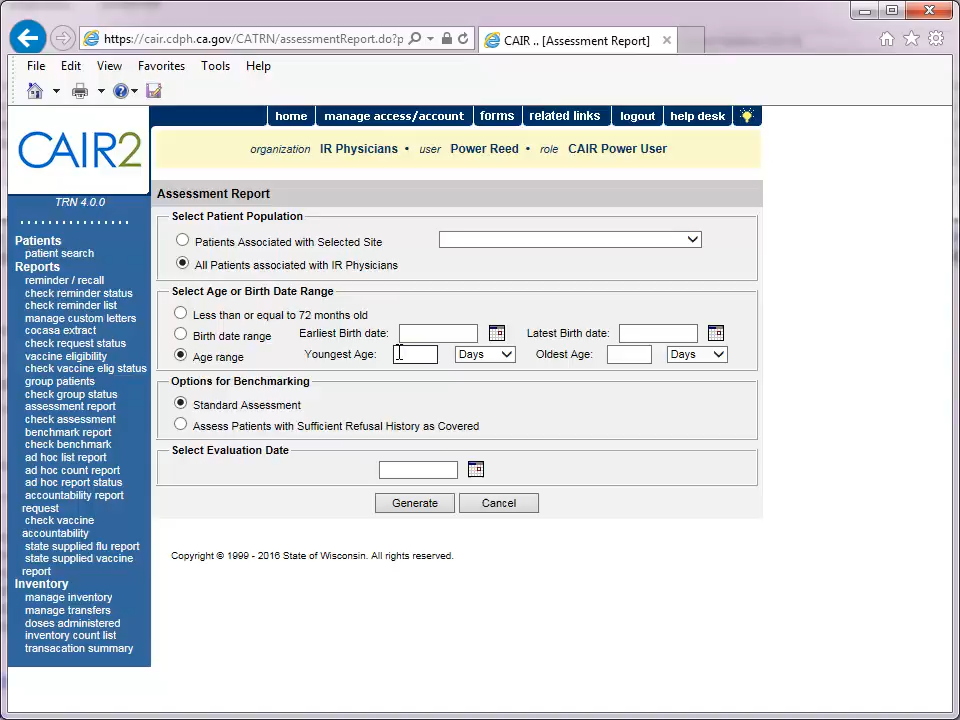 https://cair.cdph.ca.gov/CATRN/assessmentReport.do?p
CAIR .. [Assessment Report]
File Edit View Favorites Tools Help
home manage access/account forms related links logout help desk
CAIR2
organization IR Physicians • user Power Reed • role CAIR Power User
TRN 4.0.0
Patients
patient search
Reports
reminder / recall
check reminder status
check reminder list
manage custom letters
cocasa extract
check request status
vaccine eligibility
check vaccine elig status
group patients
check group status
assessment report
check assessment
benchmark report
check benchmark
ad hoc list report
ad hoc count report
ad hoc report status
accountability report
request
check vaccine
accountability
state supplied flu report
state supplied vaccine
report
Inventory
manage inventory
manage transfers
doses administered
inventory count list
transacation summary
Assessment Report
Select Patient Population
Patients Associated with Selected Site
All Patients associated with IR Physicians
Select Age or Birth Date Range
Less than or equal to 72 months old
Birth date range Earliest Birth date: Latest Birth date:
Age range Youngest Age: Days Oldest Age: Days
Options for Benchmarking
Standard Assessment
Assess Patients with Sufficient Refusal History as Covered
Select Evaluation Date
Generate Cancel
Copyright © 1999 - 2016 State of Wisconsin. All rights reserved.